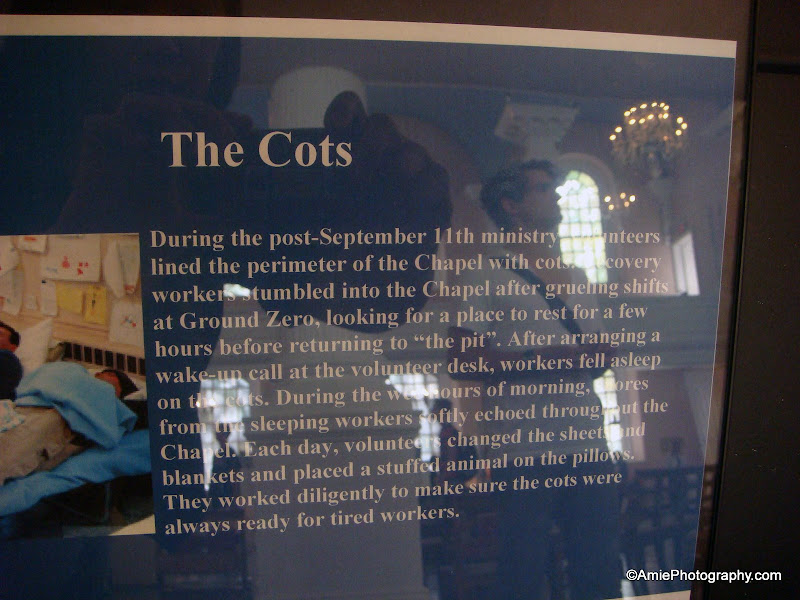 The Cots
During the post-September 11th ministry, volunteers
lined the perimeter of the Chapel with cots. Recovery
workers stumbled into the Chapel after grueling shifts
at Ground Zero, looking for a place to rest for a few
hours before returning to “the pit”. After arranging a
wake-up call at the volunteer desk, workers fell asleep
on the cots. During the wee hours of morning, snores
from the sleeping workers softly echoed throughout the
Chapel. Each day, volunteers changed the sheets and
blankets and placed a stuffed animal on the pillows.
They worked diligently to make sure the cots were
always ready for tired workers.
©AmiePhotography.com